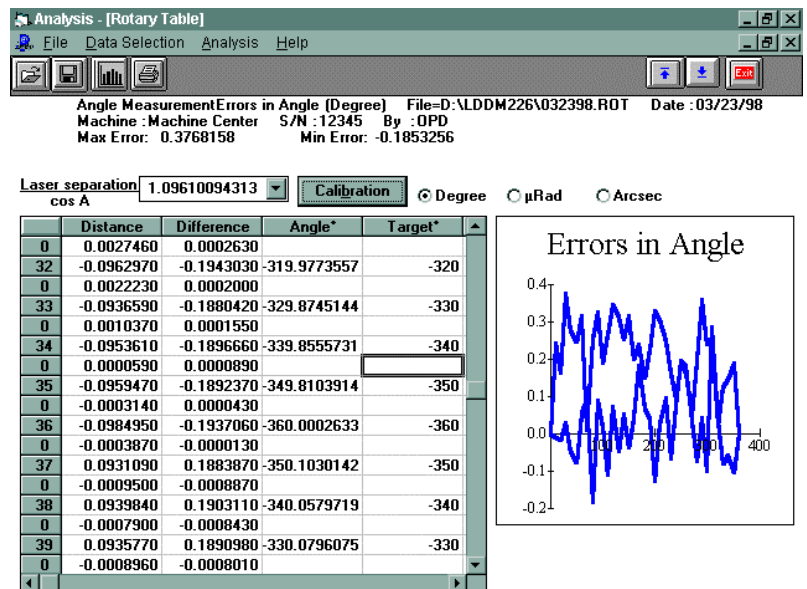 Analysis - [Rotary Table]
File Data Selection Analysis Help
Exit
Angle MeasurementErrors in Angle (Degree) File=D:\LDDM226\032398.ROT Date :03/23/98
Machine :Machine Center S/N :12345 By :OPD
Max Error: 0.3768158 Min Error: -0.1853256
Laser separation 1.09610094313 Calibration Degree µRad Arcsec
cos A
Distance Difference Angle* Target*
0 0.0027460 0.0002630
32 -0.0962970 -0.1943030 -319.9773557 -320
0 0.0022230 0.0002000
33 -0.0936590 -0.1880420 -329.8745144 -330
0 0.0010370 0.0001550
34 -0.0953610 -0.1896660 -339.8555731 -340
0 0.0000590 0.0000890
35 -0.0959470 -0.1892370 -349.8103914 -350
0 -0.0003140 0.0000430
36 -0.0984950 -0.1937060 -360.0002633 -360
0 -0.0003870 -0.0000130
37 0.0931090 0.1883870 -350.1030142 -350
0 -0.0009500 -0.0008870
38 0.0939840 0.1903110 -340.0579719 -340
0 -0.0007900 -0.0008430
39 0.0935770 0.1890980 -330.0796075 -330
0 -0.0008960 -0.0008010
Errors in Angle
0.4
0.3
0.2
0.1
0.0
100 200 300 400
-0.1
-0.2